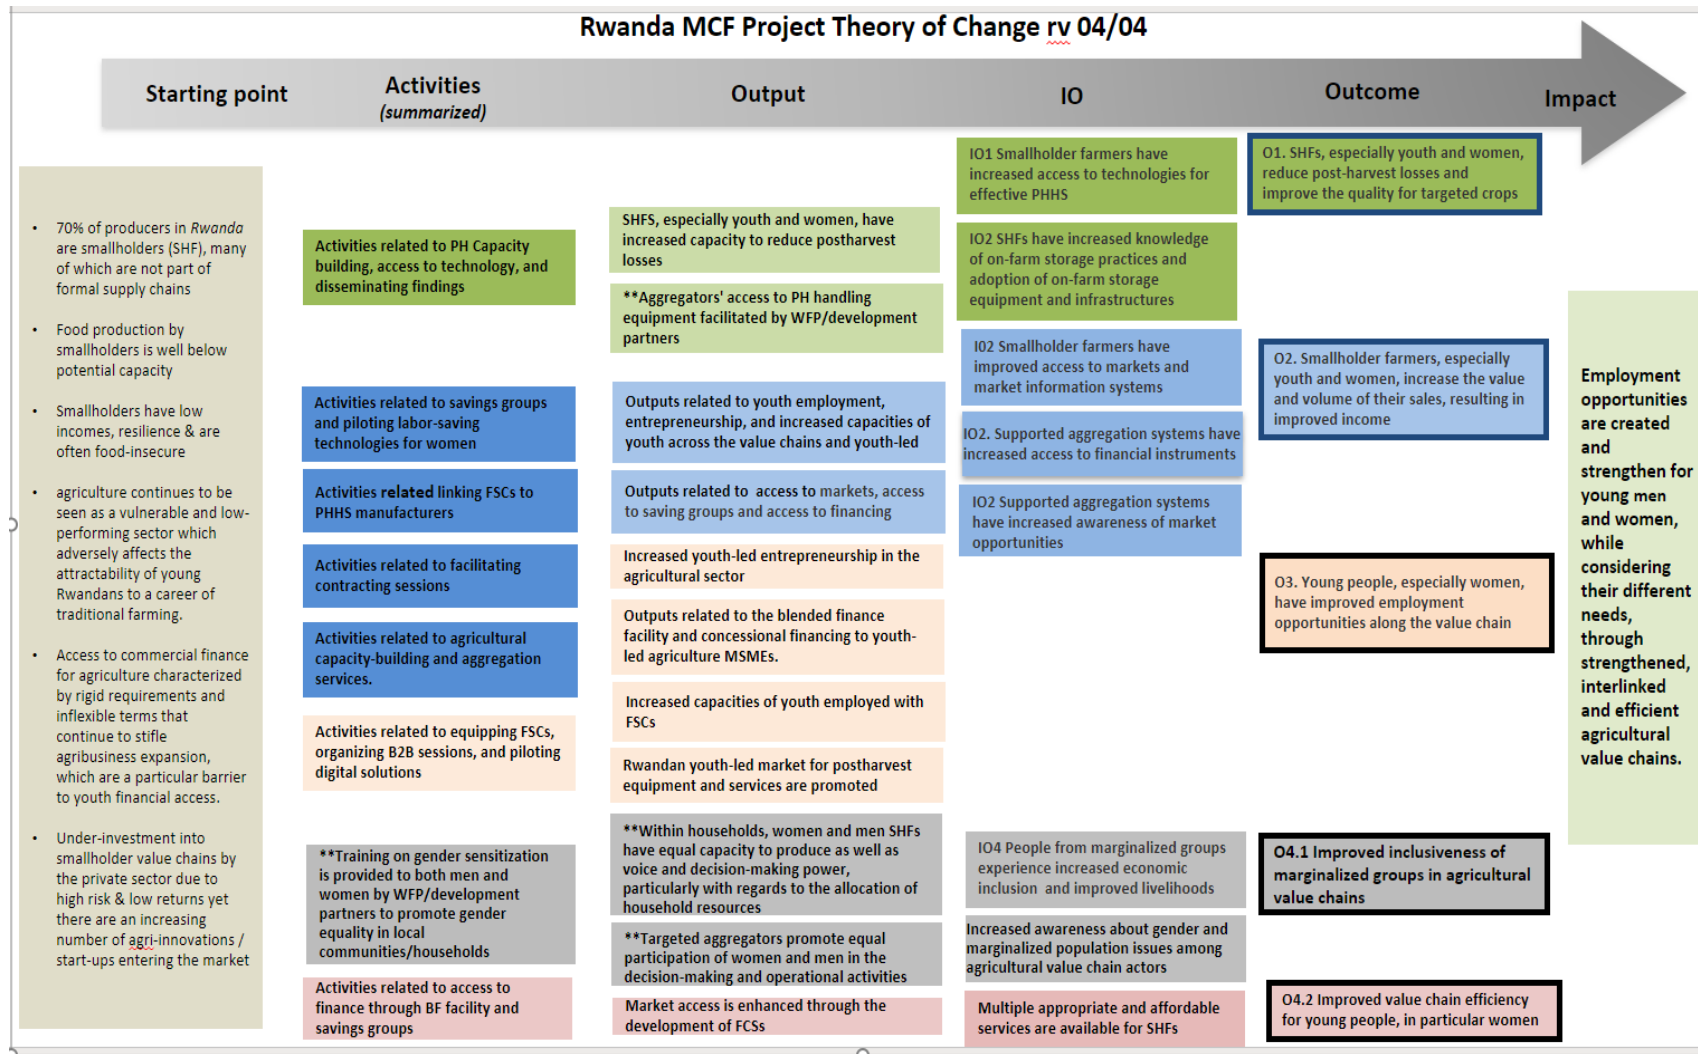 Rwanda MCF Project Theory of Change rv 04/04
Starting point
Activities
(summarized)
Output
IO
Outcome
Impact
• 70% of producers in Rwanda
are smallholders (SHF), many
of which are not part of
formal supply chains
• Food production by
smallholders is well below
potential capacity
• Smallholders have low
incomes, resilience & are
often food-insecure
• agriculture continues to be
seen as a vulnerable and low-
performing sector which
adversely affects the
attractability of young
Rwandans to a career of
traditional farming.
• Access to commercial finance
for agriculture characterized
by rigid requirements and
inflexible terms that
continue to stifle
agribusiness expansion,
which are a particular barrier
to youth financial access.
• Under-investment into
smallholder value chains by
the private sector due to
high risk & low returns yet
there are an increasing
number of agri-innovations /
start-ups entering the market
Activities related to PH Capacity
building, access to technology, and
disseminating findings
Activities related to savings groups
and piloting labor-saving
technologies for women
Activities related linking FSCs to
PHHS manufacturers
Activities related to facilitating
contracting sessions
Activities related to agricultural
capacity-building and aggregation
services.
Activities related to equipping FSCs,
organizing B2B sessions, and piloting
digital solutions
**Training on gender sensitization
is provided to both men and
women by WFP/development
partners to promote gender
equality in local
communities/households
Activities related to access to
finance through BF facility and
savings groups
SHFS, especially youth and women, have
increased capacity to reduce postharvest
losses
**Aggregators' access to PH handling
equipment facilitated by WFP/development
partners
Outputs related to youth employment,
entrepreneurship, and increased capacities of
youth across the value chains and youth-led
Outputs related to access to markets, access
to saving groups and access to financing
Increased youth-led entrepreneurship in the
agricultural sector
Outputs related to the blended finance
facility and concessional financing to youth-
led agriculture MSMEs.
Increased capacities of youth employed with
FSCs
Rwandan youth-led market for postharvest
equipment and services are promoted
**Within households, women and men SHFs
have equal capacity to produce as well as
voice and decision-making power,
particularly with regards to the allocation of
household resources
**Targeted aggregators promote equal
participation of women and men in the
decision-making and operational activities
Market access is enhanced through the
development of FCSs
IO1 Smallholder farmers have
increased access to technologies for
effective PHHS
IO2 SHFs have increased knowledge
of on-farm storage practices and
adoption of on-farm storage
equipment and infrastructures
I02 Smallholder farmers have
improved access to markets and
market information systems
IO2. Supported aggregation systems have
increased access to financial instruments
IO2 Supported aggregation systems
have increased awareness of market
opportunities
IO4 People from marginalized groups
experience increased economic
inclusion and improved livelihoods
Increased awareness about gender and
marginalized population issues among
agricultural value chain actors
Multiple appropriate and affordable
services are available for SHFs
O1. SHFs, especially youth and women,
reduce post-harvest losses and
improve the quality for targeted crops
O2. Smallholder farmers, especially
youth and women, increase the value
and volume of their sales, resulting in
improved income
O3. Young people, especially women,
have improved employment
opportunities along the value chain
O4.1 Improved inclusiveness of
marginalized groups in agricultural
value chains
O4.2 Improved value chain efficiency
for young people, in particular women
Employment
opportunities
are created
and
strengthen for
young men
and women,
while
considering
their different
needs,
through
strengthened,
interlinked
and efficient
agricultural
value chains.